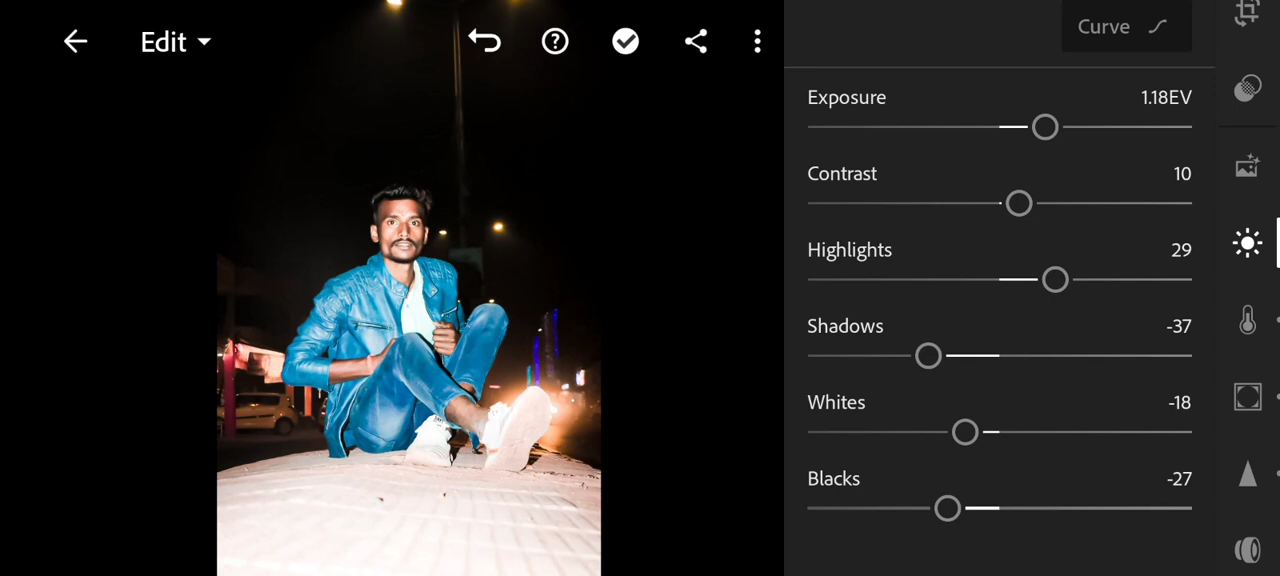 Edit
Curve
Exposure 1.18EV
Contrast 10
Highlights 29
Shadows -37
Whites -18
Blacks -27